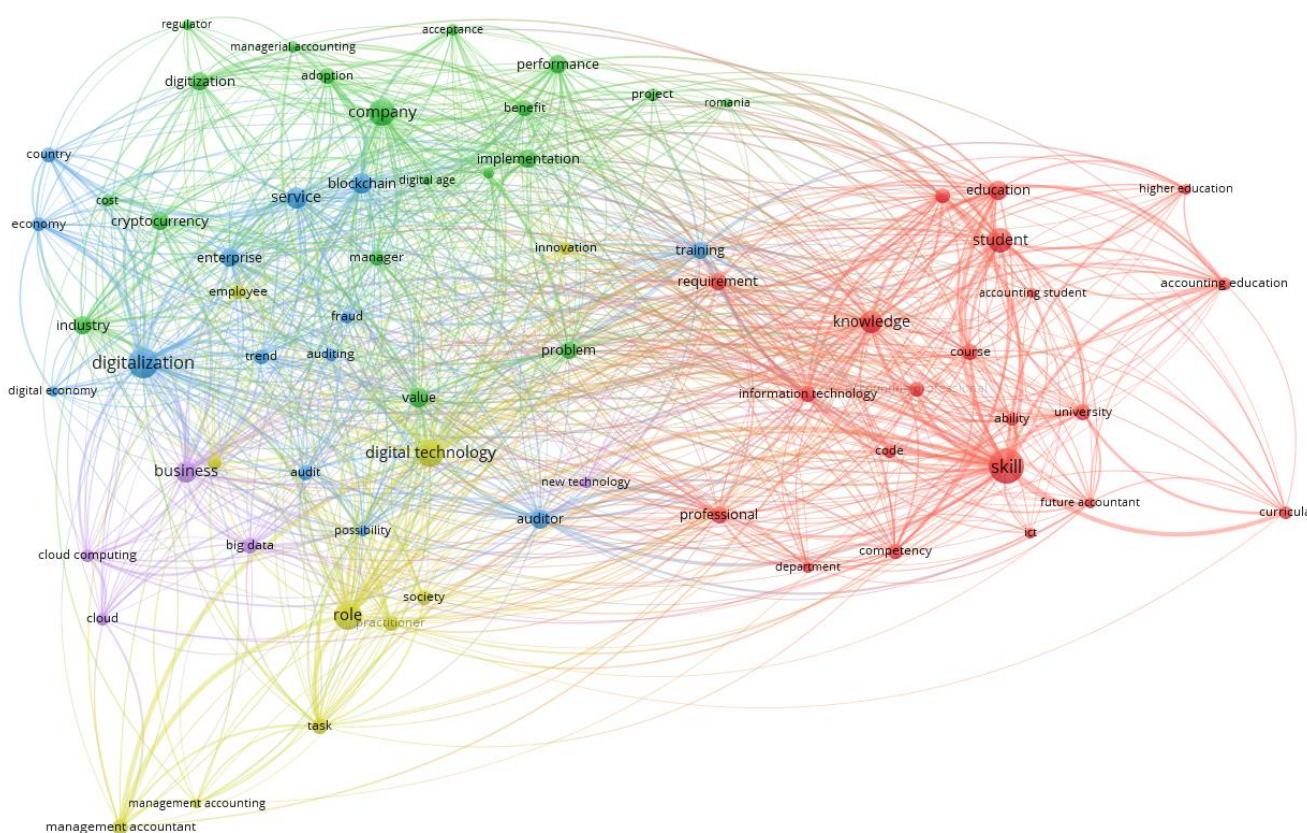 regulator
acceptance
managerial accounting
performance
digitization
adoption
project
romania
company
benefit
country
implementation
blockchain
digital age
education
higher education
service
cost
cryptocurrency
economy
student
innovation
training
enterprise
manager
requirement
accounting education
employee
accounting student
fraud
industry
knowledge
problem
course
digitalization
trend
auditing
digital economy
information technology
value
university
ability
digital technology
code
business
audit
skill
new technology
future accountant
auditor
professional
curricula
possibility
ict
big data
cloud computing
competency
department
society
cloud
role
practitioner
task
management accounting
management accountant